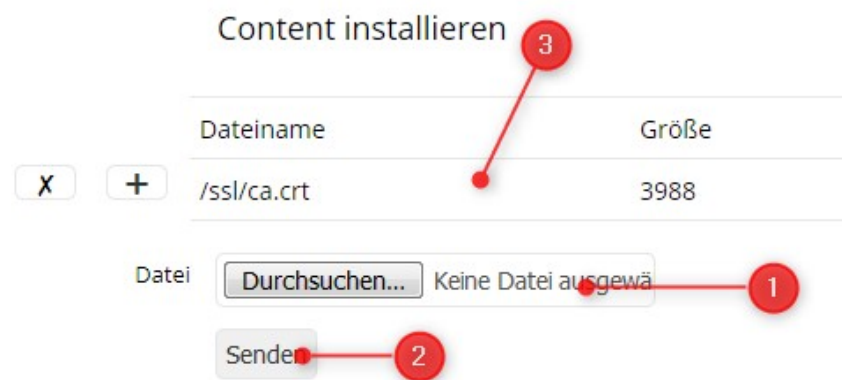 Content installieren
3
Dateiname Größe
X + /ssl/ca.crt 3988
Datei Durchsuchen... Keine Datei ausgewä
1
Senden
2